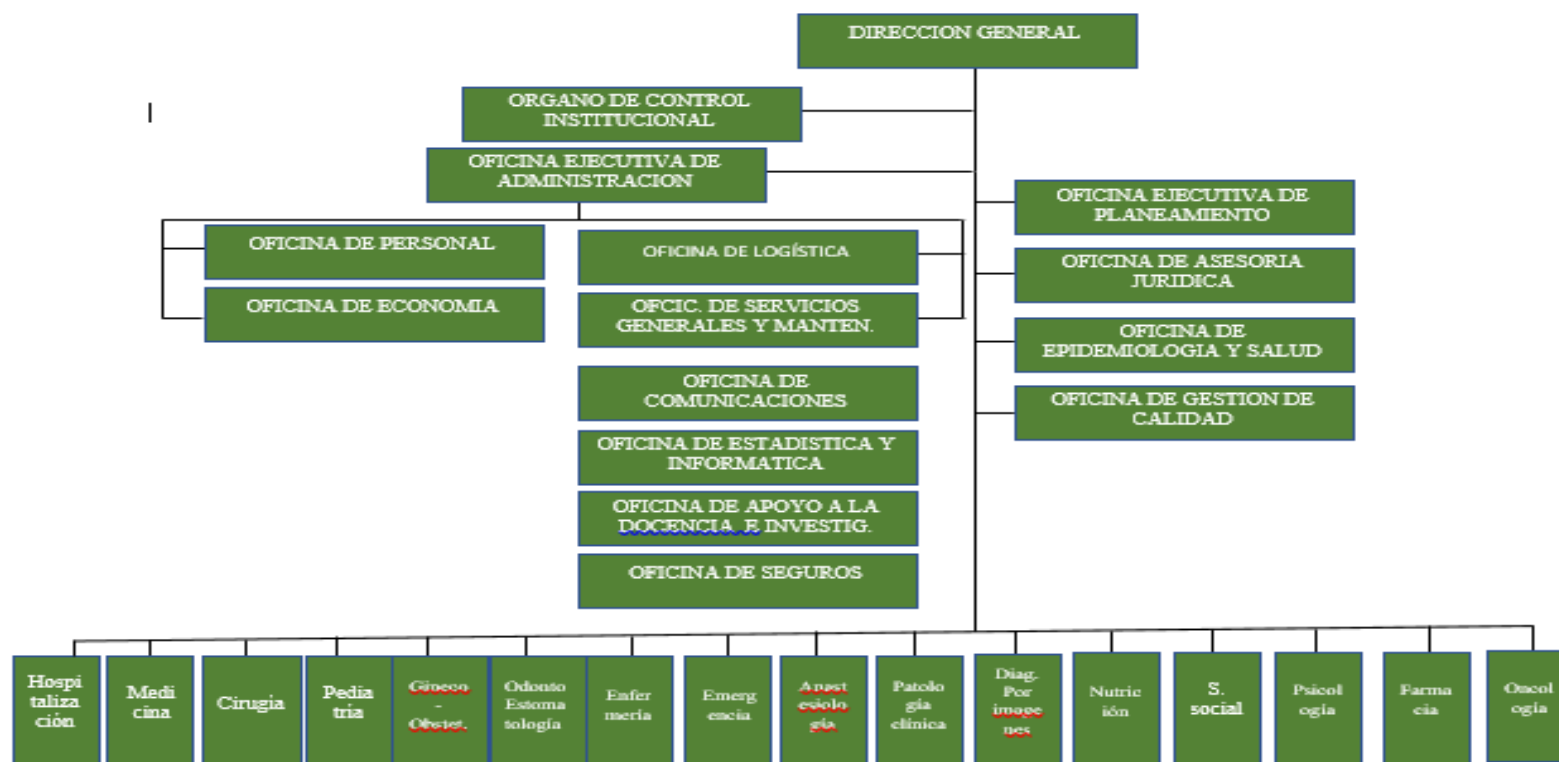 DIRECCION GENERAL
ORGANO DE CONTROL
INSTITUCIONAL
OFICINA EJECUTIVA DE
ADMINISTRACION
OFICINA EJECUTIVA DE
PLANEAMIENTO
OFICINA DE PERSONAL
OFICINA DE LOGÍSTICA
OFICINA DE ASESORIA
JURIDICA
OFICINA DE ECONOMIA
OFCIC. DE SERVICIOS
GENERALES Y MANTEN.
OFICINA DE
EPIDEMIOLOGIA Y SALUD
OFICINA DE
COMUNICACIONES
OFICINA DE GESTION DE
CALIDAD
OFICINA DE ESTADISTICA Y
INFORMATICA
OFICINA DE APOYO A LA
DOCENCIA E INVESTIG.
OFICINA DE SEGUROS
Hospi
taliza
ción
Medi
cina
Cirugia
Pedia
tria
Gineco
-
Obstet.
Odonto
Estoma
tología
Enfer
mería
Emerg
encia
Anast
esiolo
gía
Patolo
gía
clínica
Diag.
Por
image
nes
Nutric
ión
S.
social
Psicol
ogía
Farma
cia
Oncol
ogía